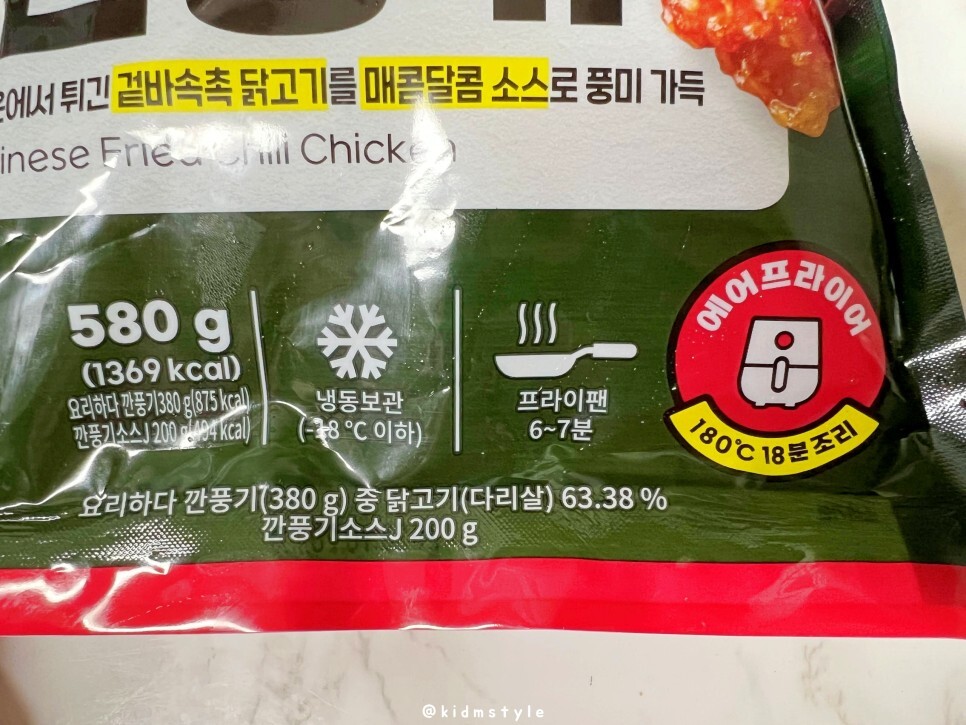 에서 튀긴 겉바속촉 닭고기를 매콤달콤 소스로 풍미 가득
inese Fried Chili Chicken
580 g
(1369 kcal)
요리하다 깐풍기380 g(875 kcal)
깐풍기소스J 200 g(494 kcal)
냉동보관
(-18 °C 이하)
프라이팬
6~7분
에어프라이어
180℃ 18분 조리
요리하다 깐풍기(380 g) 중 닭고기(다리살) 63.38 %
깐풍기소스J 200 g
@kidmstyle